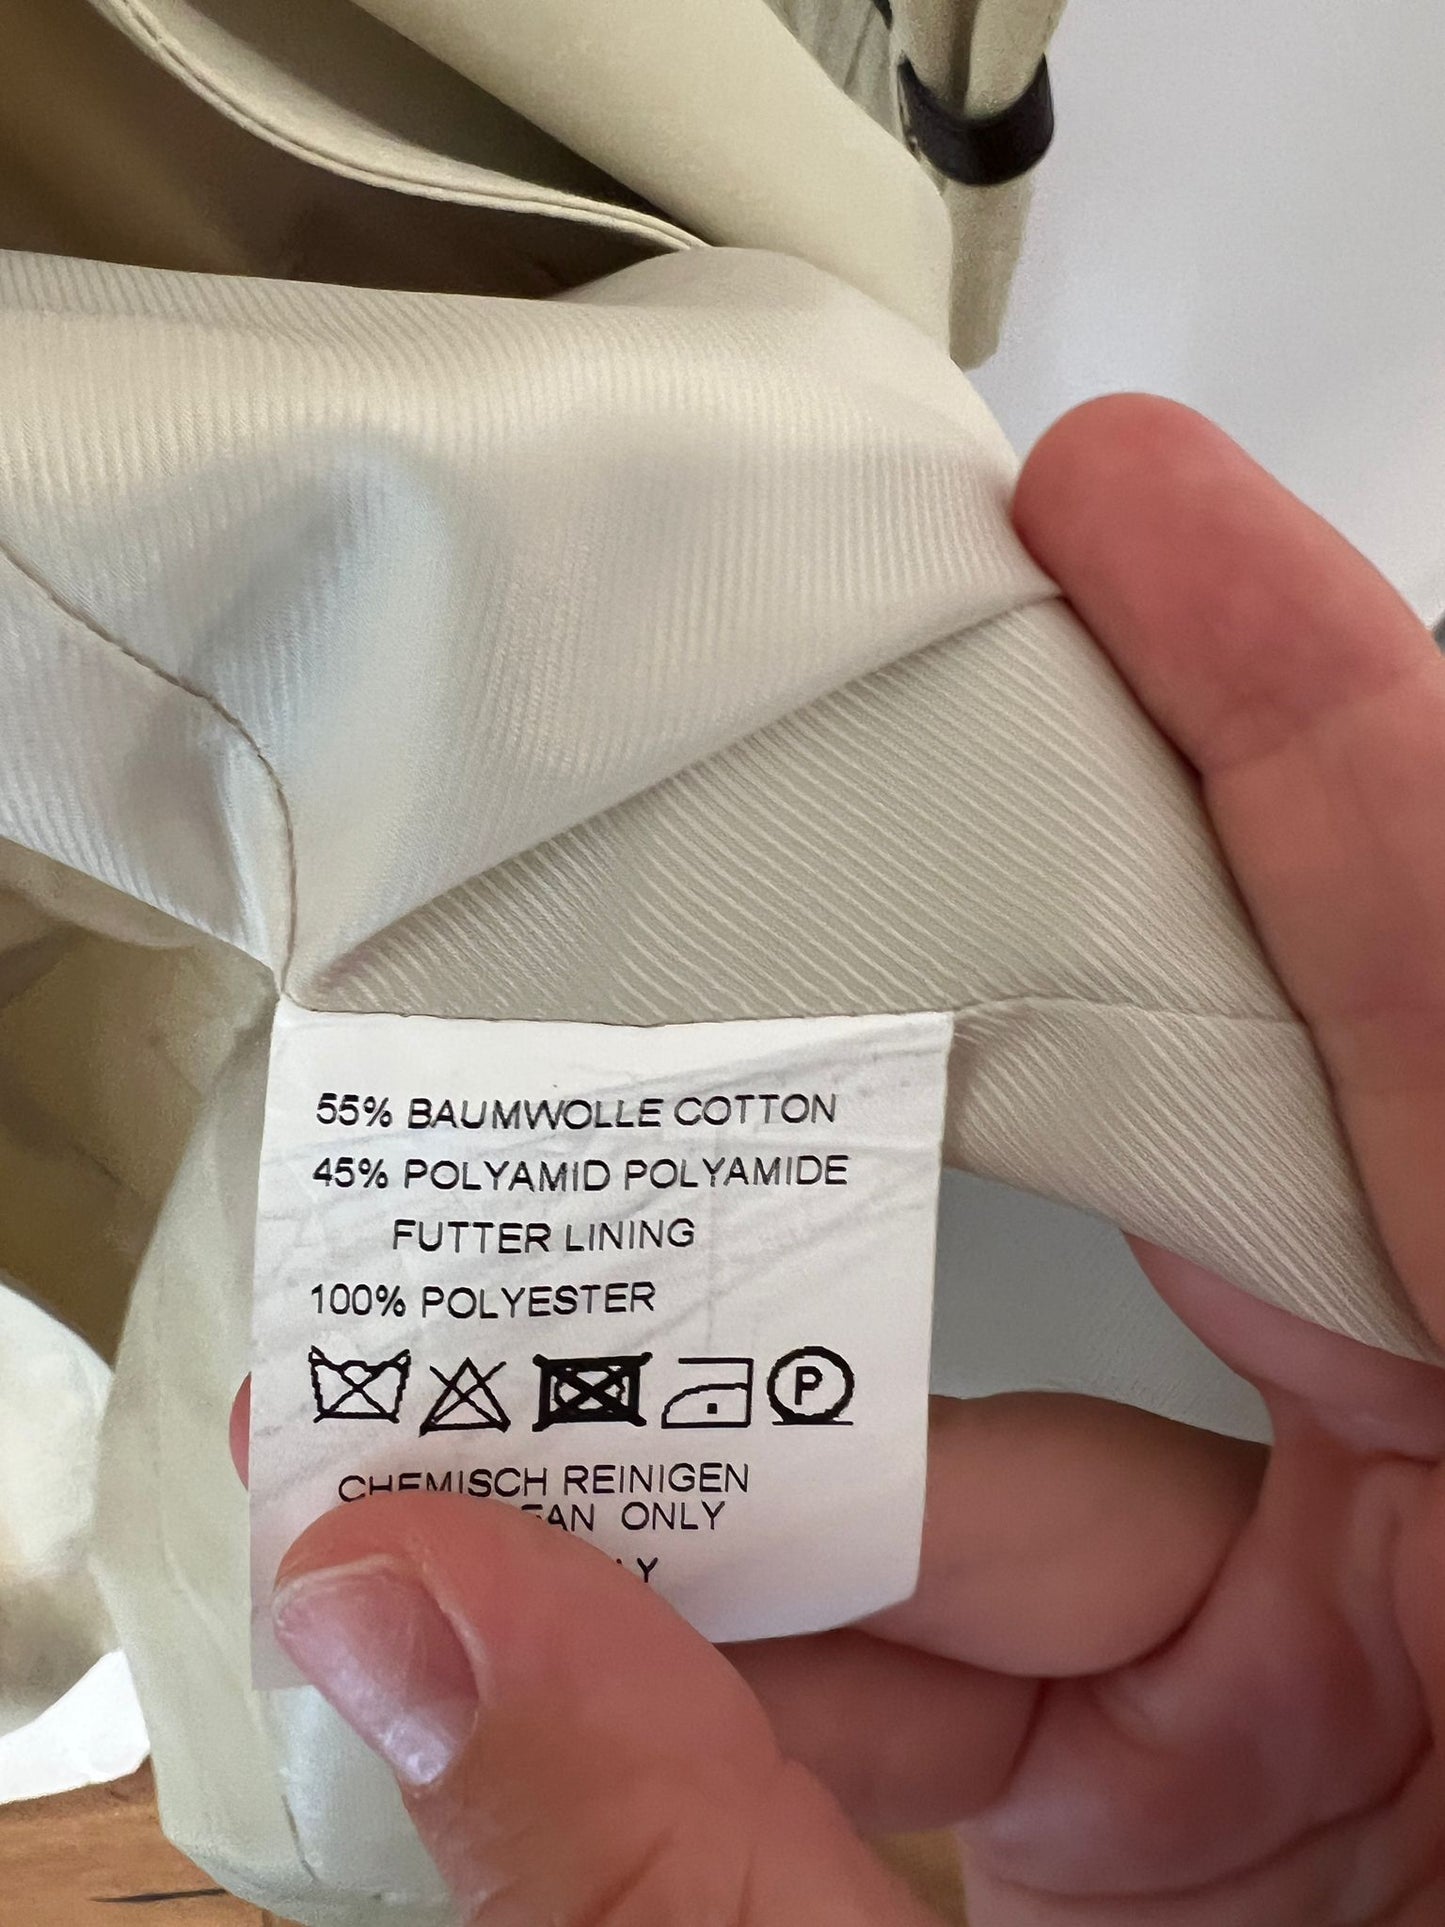 55% BAUMWOLLE COTTON
45% POLYAMID POLYAMIDE
FUTTER LINING
100% POLYESTER
P
CHEMISCH REINIGEN
ONLY